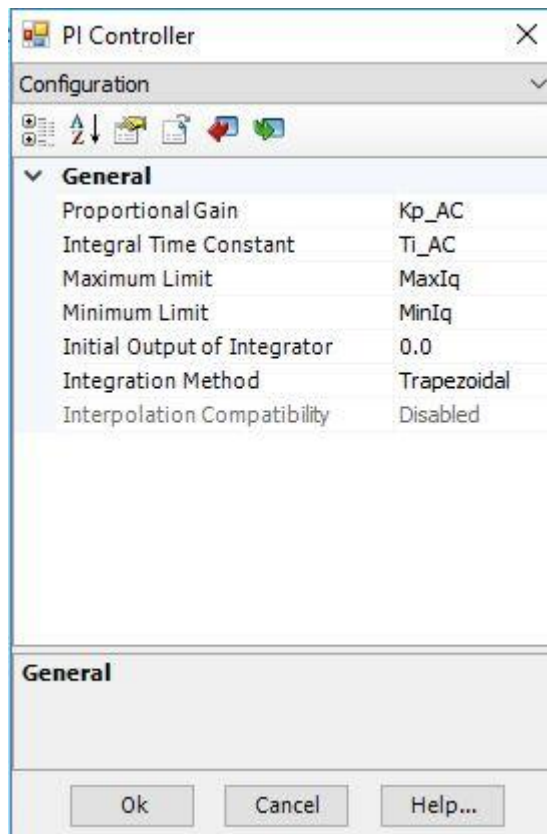 PI Controller
Configuration
General
Proportional Gain Kp_AC
Integral Time Constant Ti_AC
Maximum Limit MaxIq
Minimum Limit MinIq
Initial Output of Integrator 0.0
Integration Method Trapezoidal
Interpolation Compatibility Disabled
General
Ok Cancel Help...